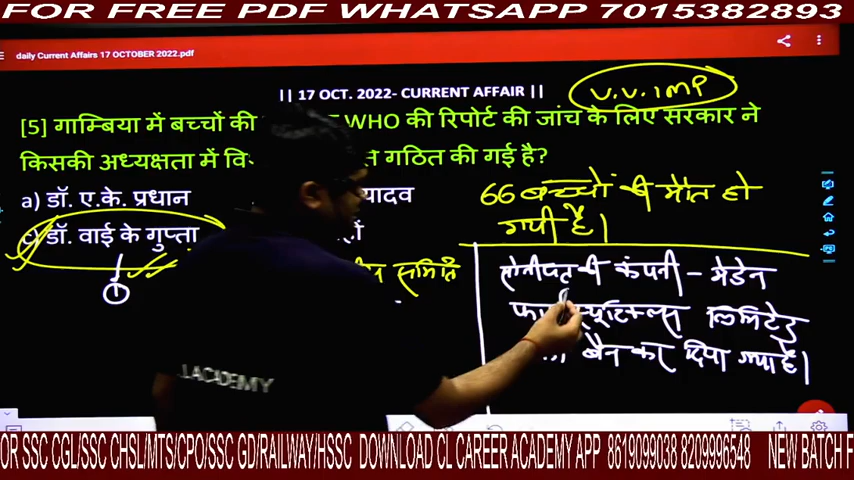 FOR FREE PDF WHATSAPP 7015382893
daily Current Affairs 17 OCTOBER 2022.pdf
|| 17 OCT. 2022- CURRENT AFFAIR ||
V.V.IMP
[5] गाम्बिया में बच्चों की WHO की रिपोर्ट की जांच के लिए सरकार ने
किसकी अध्यक्षता में गठित की गई है?
a) डॉ. ए.के. प्रधान यादव
c) डॉ. वाई के गुप्ता
66 बच्चों की मौत हो
गयी है।
समिति
सोनीपत की कंपनी - मेडेन
लिमिटेड
बैन कर दिया गया है।
ACADEMY
FOR SSC CGL/SSC CHSL/MTS/CPO/SSC GD/RAILWAY/HSSC DOWNLOAD CL CAREER ACADEMY APP 8619099038 8209996548 NEW BATCH F